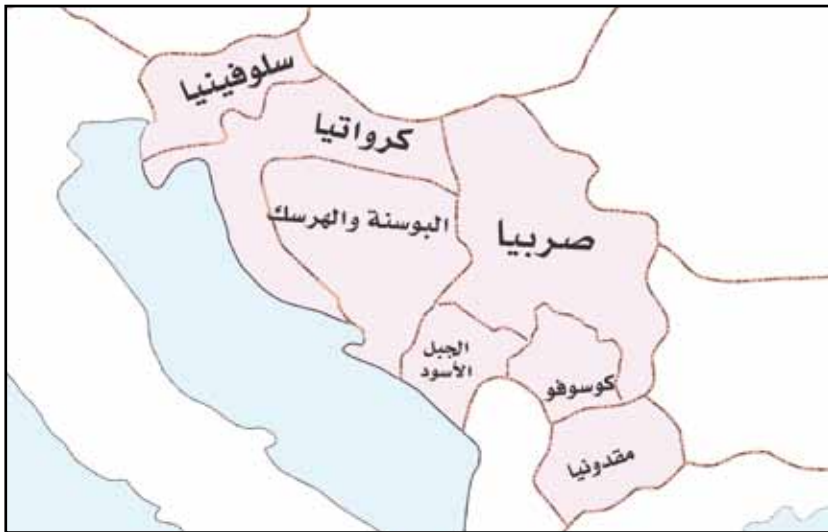 سلوفينيا
كرواتيا
البوسنة والهرسك
صربيا
الجبل
الأسود
كوسوفو
مقدونيا